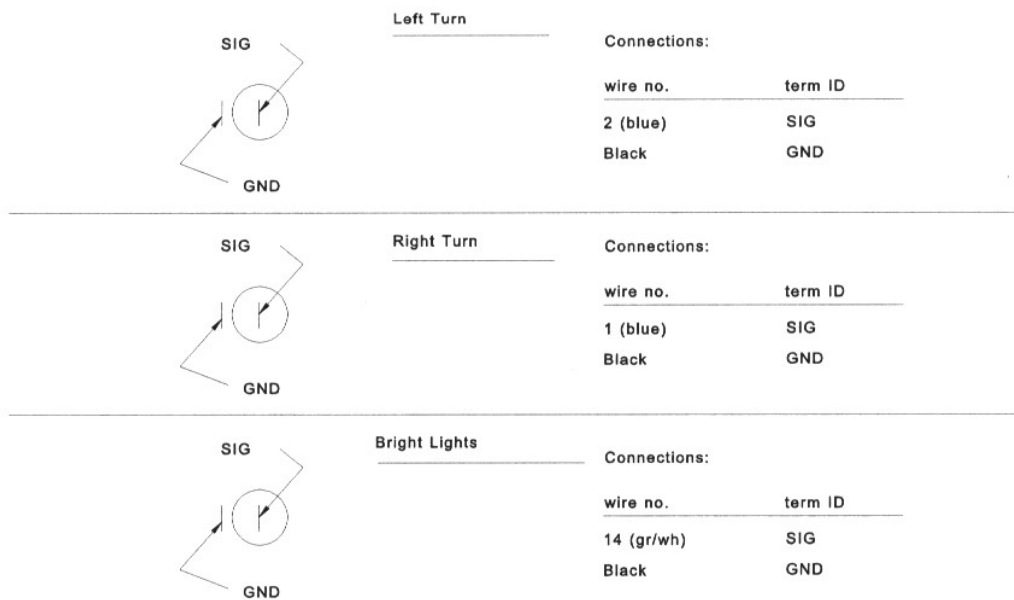 Left Turn
SIG
GND
Connections:
wire no. term ID
2 (blue) SIG
Black GND
Right Turn
SIG
GND
Connections:
wire no. term ID
1 (blue) SIG
Black GND
Bright Lights
SIG
GND
Connections:
wire no. term ID
14 (gr/wh) SIG
Black GND